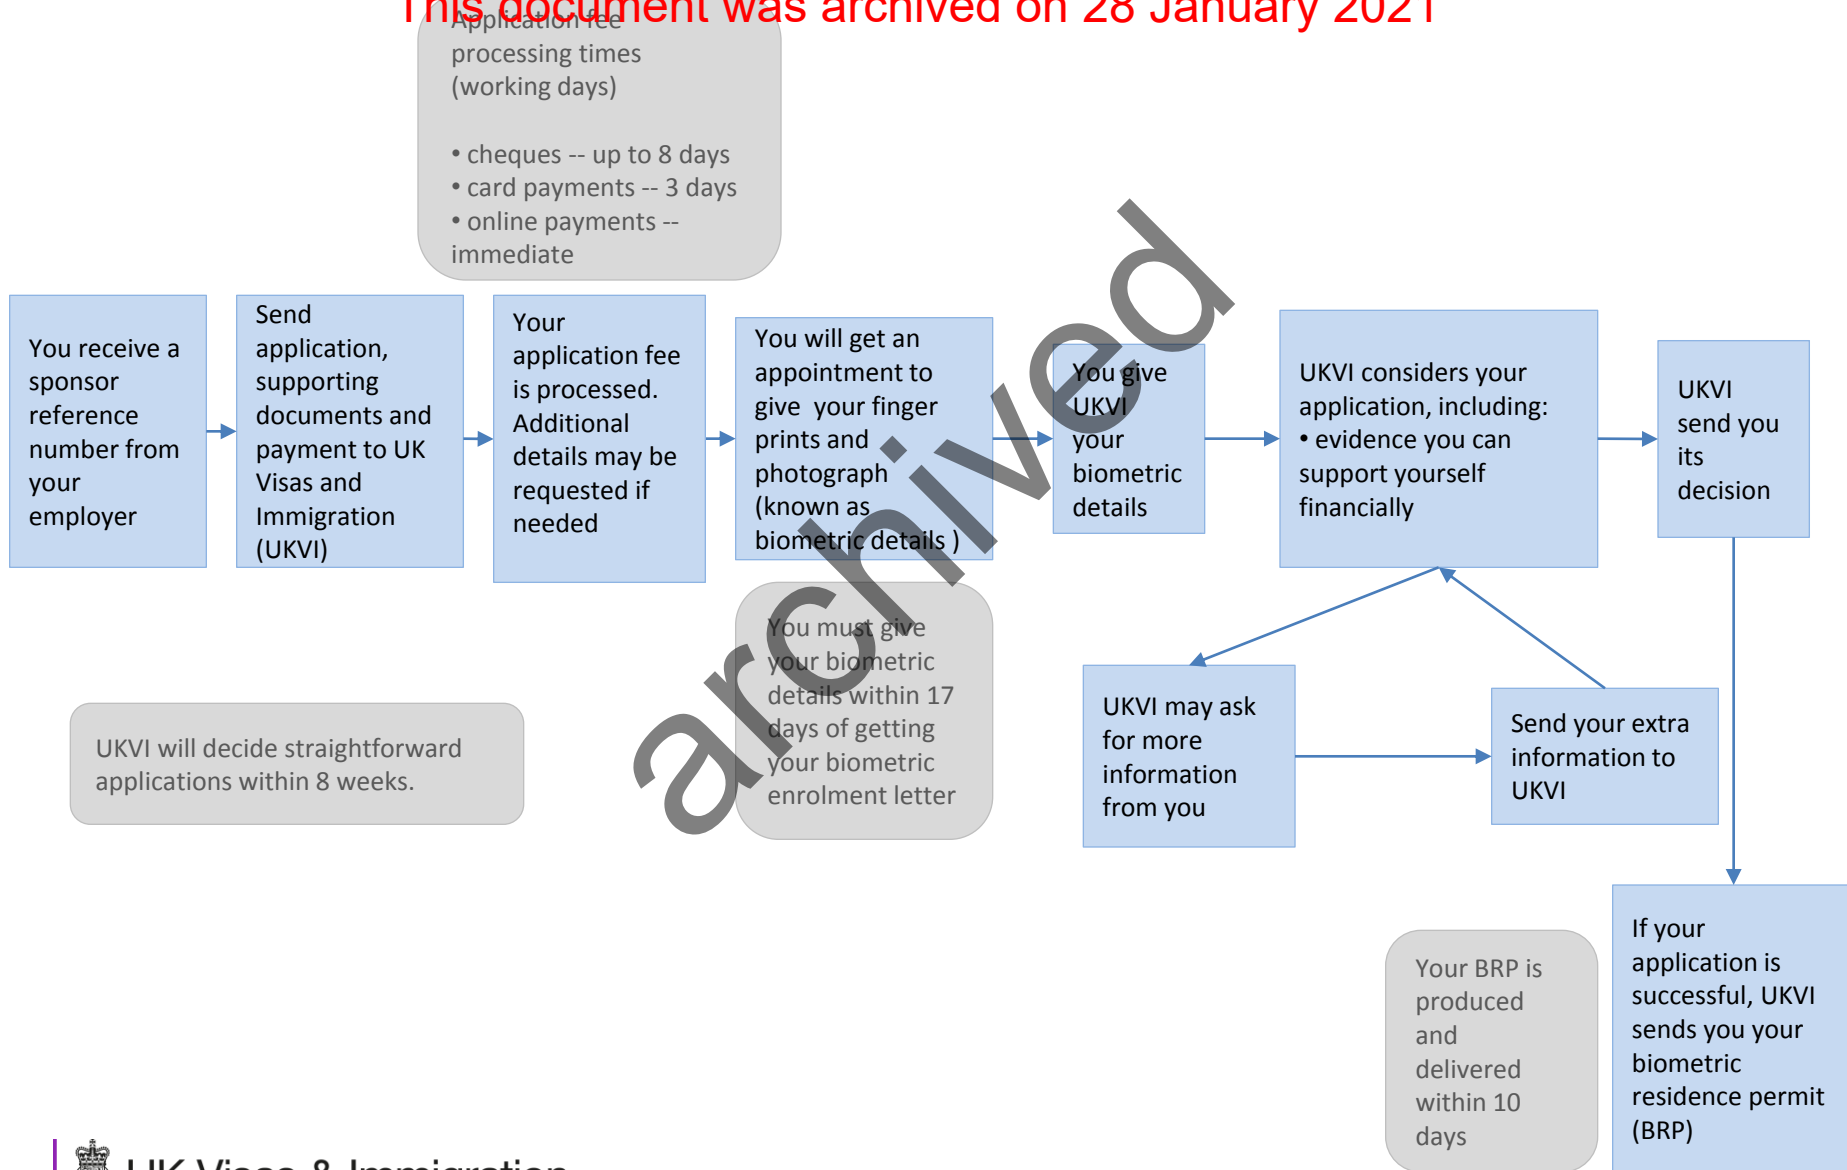 This document was archived on 28 January 2021
Application fee
processing times
(working days)
• cheques -- up to 8 days
• card payments -- 3 days
• online payments --
immediate
You receive a
sponsor
reference
number from
your
employer
Send
application,
supporting
documents and
payment to UK
Visas and
Immigration
(UKVI)
Your
application fee
is processed.
Additional
details may be
requested if
needed
You will get an
appointment to
give your finger
prints and
photograph
(known as
biometric details )
You give
UKVI
your
biometric
details
UKVI considers your
application, including:
• evidence you can
support yourself
financially
UKVI
send you
its
decision
archived
You must give
your biometric
details within 17
days of getting
your biometric
enrolment letter
UKVI will decide straightforward
applications within 8 weeks.
UKVI may ask
for more
information
from you
Send your extra
information to
UKVI
Your BRP is
produced
and
delivered
within 10
days
If your
application is
successful, UKVI
sends you your
biometric
residence permit
(BRP)
UK Visas & Immigration